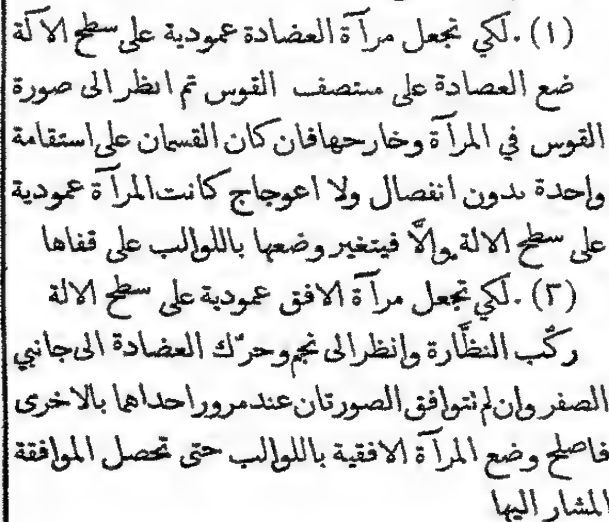 (١) .لكي تجعل مرآة العضادة عمودية على سطح الآلة
ضع العصادة على منتصف القوس ثم انظر الى صورة
القوس في المرآة وخارجها فان كان القسمان على استقامة
واحدة بدون انفصال ولا اعوجاج كانت المرآة عمودية
على سطح الالة والَّا فيتغير وضعها باللوالب على قفاها
(٢) .لكي تجعل مرآة الافق عمودية على سطح الالة
ركّب النظَّارة وانظر الى نجم وحرّك العضادة الى جانبي
الصفر وان لم تتوافق الصورتان عند مرور احداها بالاخرى
فاصلح وضع المرآة الافقية باللوالب حتى تحصل الموافقة
المشار اليها